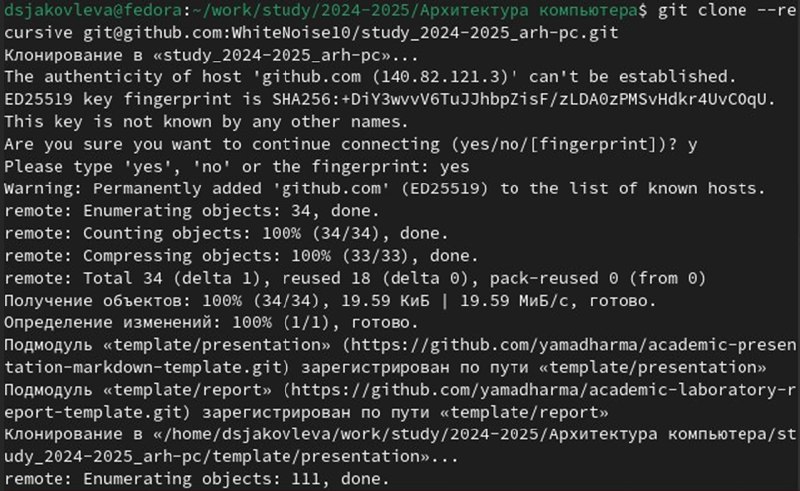 dsjakovleva@fedora:~/work/study/2024-2025/Архитектура компьютера$ git clone --re
cursive git@github.com:WhiteNoise10/study_2024-2025_arh-pc.git
Клонирование в «study_2024-2025_arh-pc»...
The authenticity of host 'github.com (140.82.121.3)' can't be established.
ED25519 key fingerprint is SHA256:+DiY3wvvV6TuJJhbpZisF/zLDA0zPMSvHdkr4UvCOqU.
This key is not known by any other names.
Are you sure you want to continue connecting (yes/no/[fingerprint])? y
Please type 'yes', 'no' or the fingerprint: yes
Warning: Permanently added 'github.com' (ED25519) to the list of known hosts.
remote: Enumerating objects: 34, done.
remote: Counting objects: 100% (34/34), done.
remote: Compressing objects: 100% (33/33), done.
remote: Total 34 (delta 1), reused 18 (delta 0), pack-reused 0 (from 0)
Получение объектов: 100% (34/34), 19.59 КиБ | 19.59 МиБ/с, готово.
Определение изменений: 100% (1/1), готово.
Подмодуль «template/presentation» (https://github.com/yamadharma/academic-presen
tation-markdown-template.git) зарегистрирован по пути «template/presentation»
Подмодуль «template/report» (https://github.com/yamadharma/academic-laboratory-r
eport-template.git) зарегистрирован по пути «template/report»
Клонирование в «/home/dsjakovleva/work/study/2024-2025/Архитектура компьютера/st
udy_2024-2025_arh-pc/template/presentation»...
remote: Enumerating objects: 111, done.